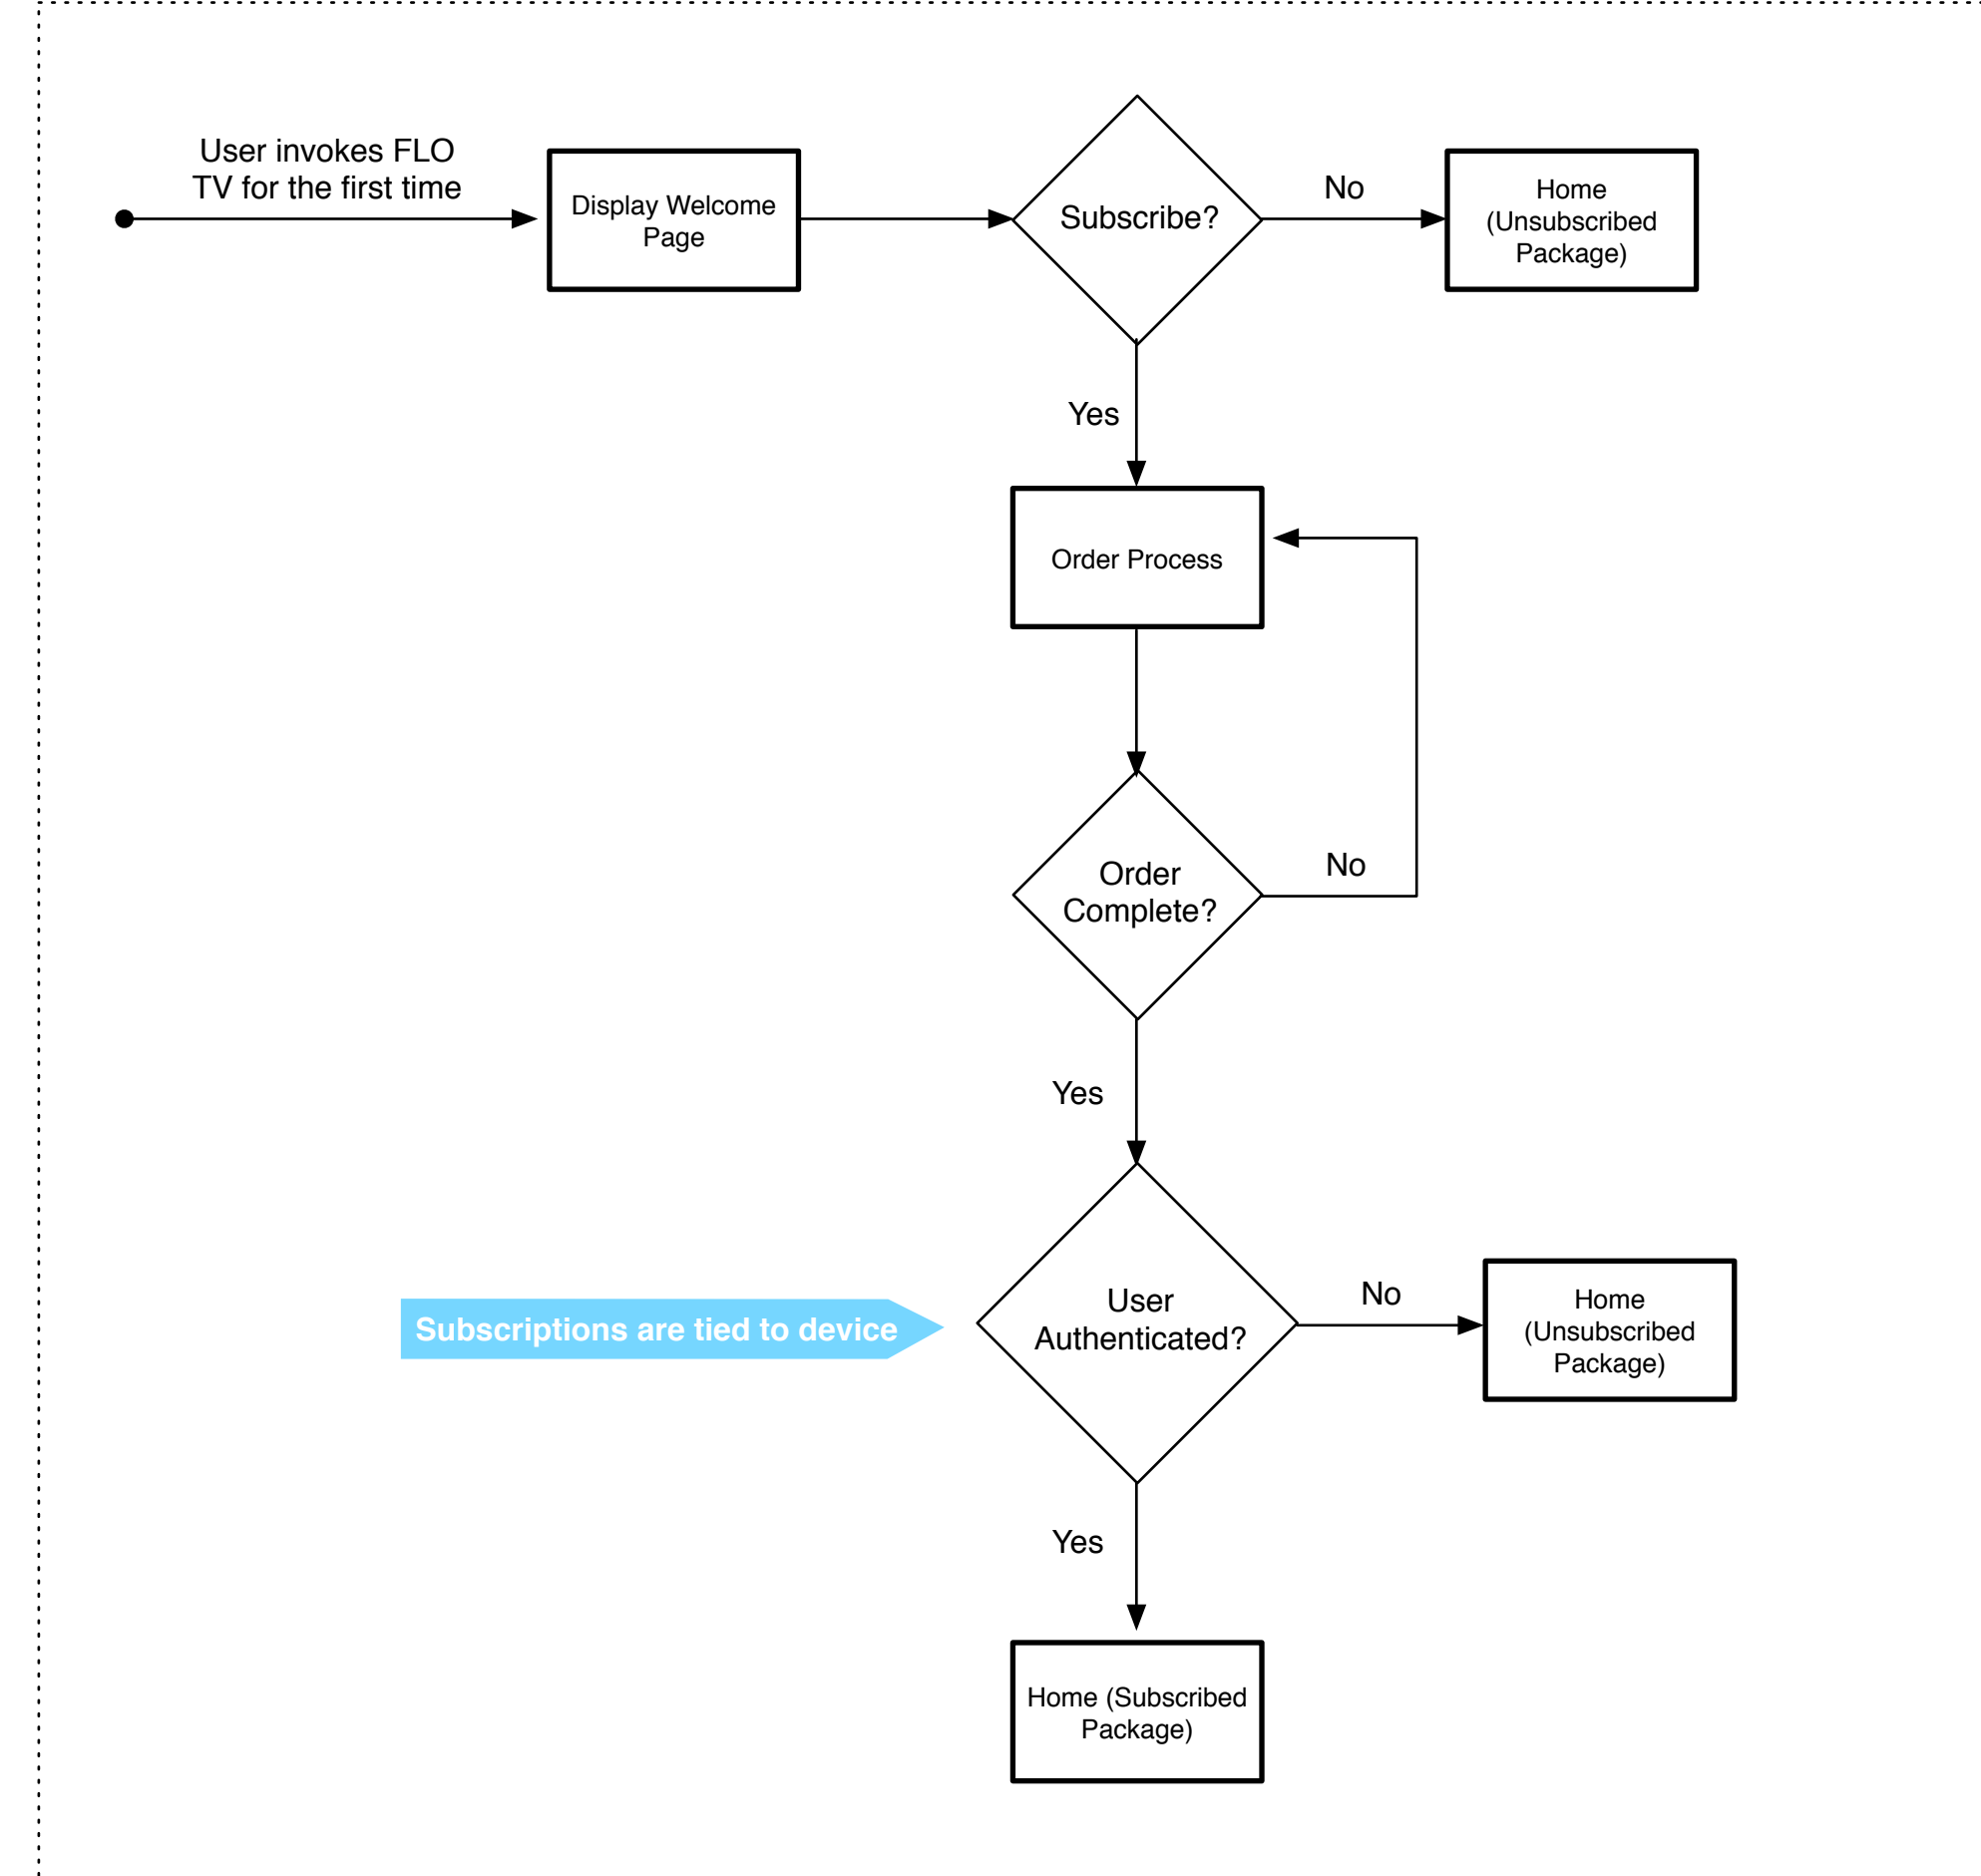 User invokes FLO
TV for the first time
Display Welcome
Page
Subscribe?
No
Home
(Unsubscribed
Package)
Yes
Order Process
Order
Complete?
No
Yes
Subscriptions are tied to device
User
Authenticated?
No
Home
(Unsubscribed
Package)
Yes
Home (Subscribed
Package)